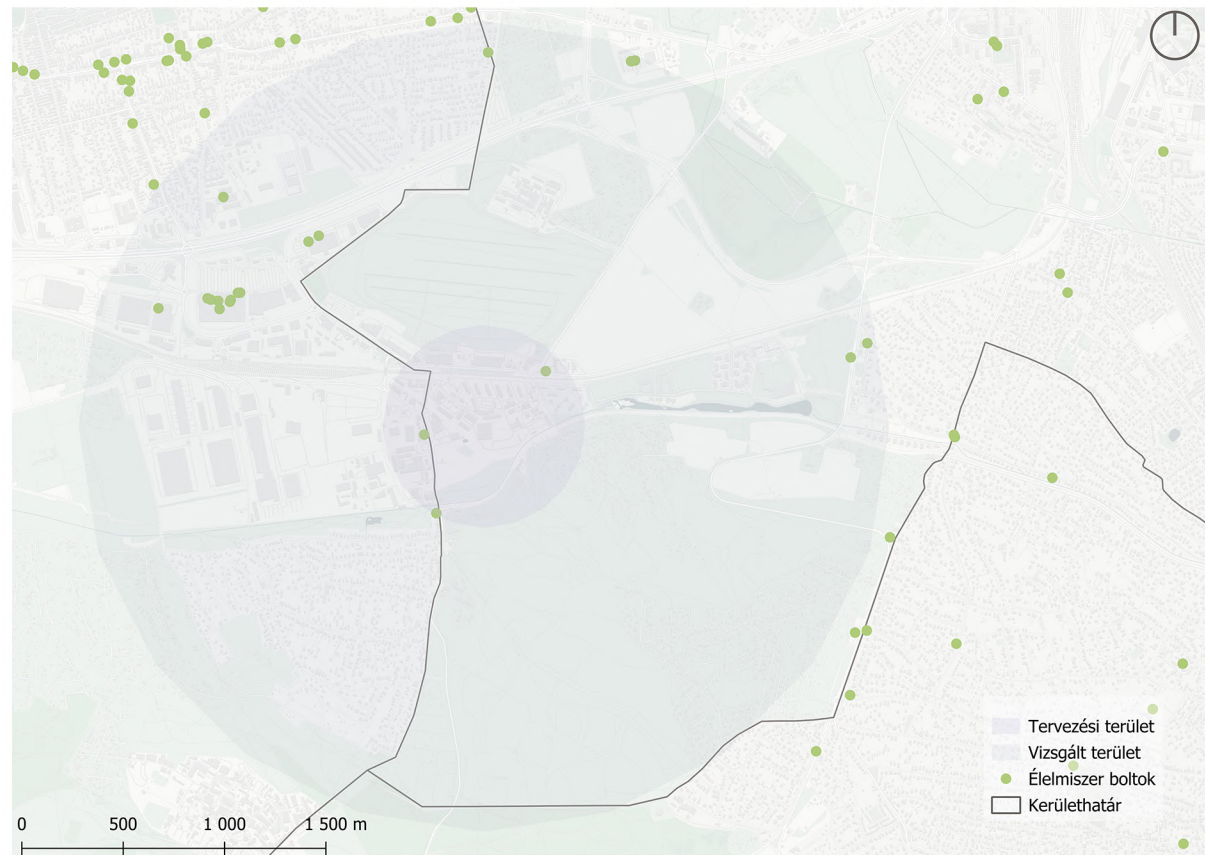 Tervezési terület
Vizsgált terület
Élelmiszer boltok
Kerülethatár
0 500 1 000 1 500 m